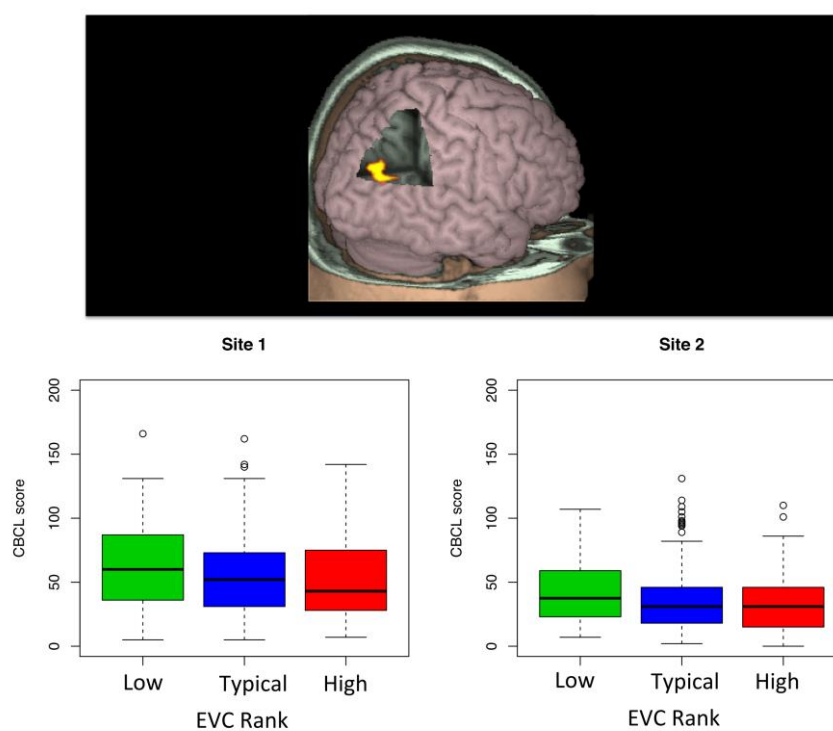 Site 1
Site 2
CBCL score
200
150
100
50
0
Low Typical High
EVC Rank
CBCL score
200
150
100
50
0
Low Typical High
EVC Rank